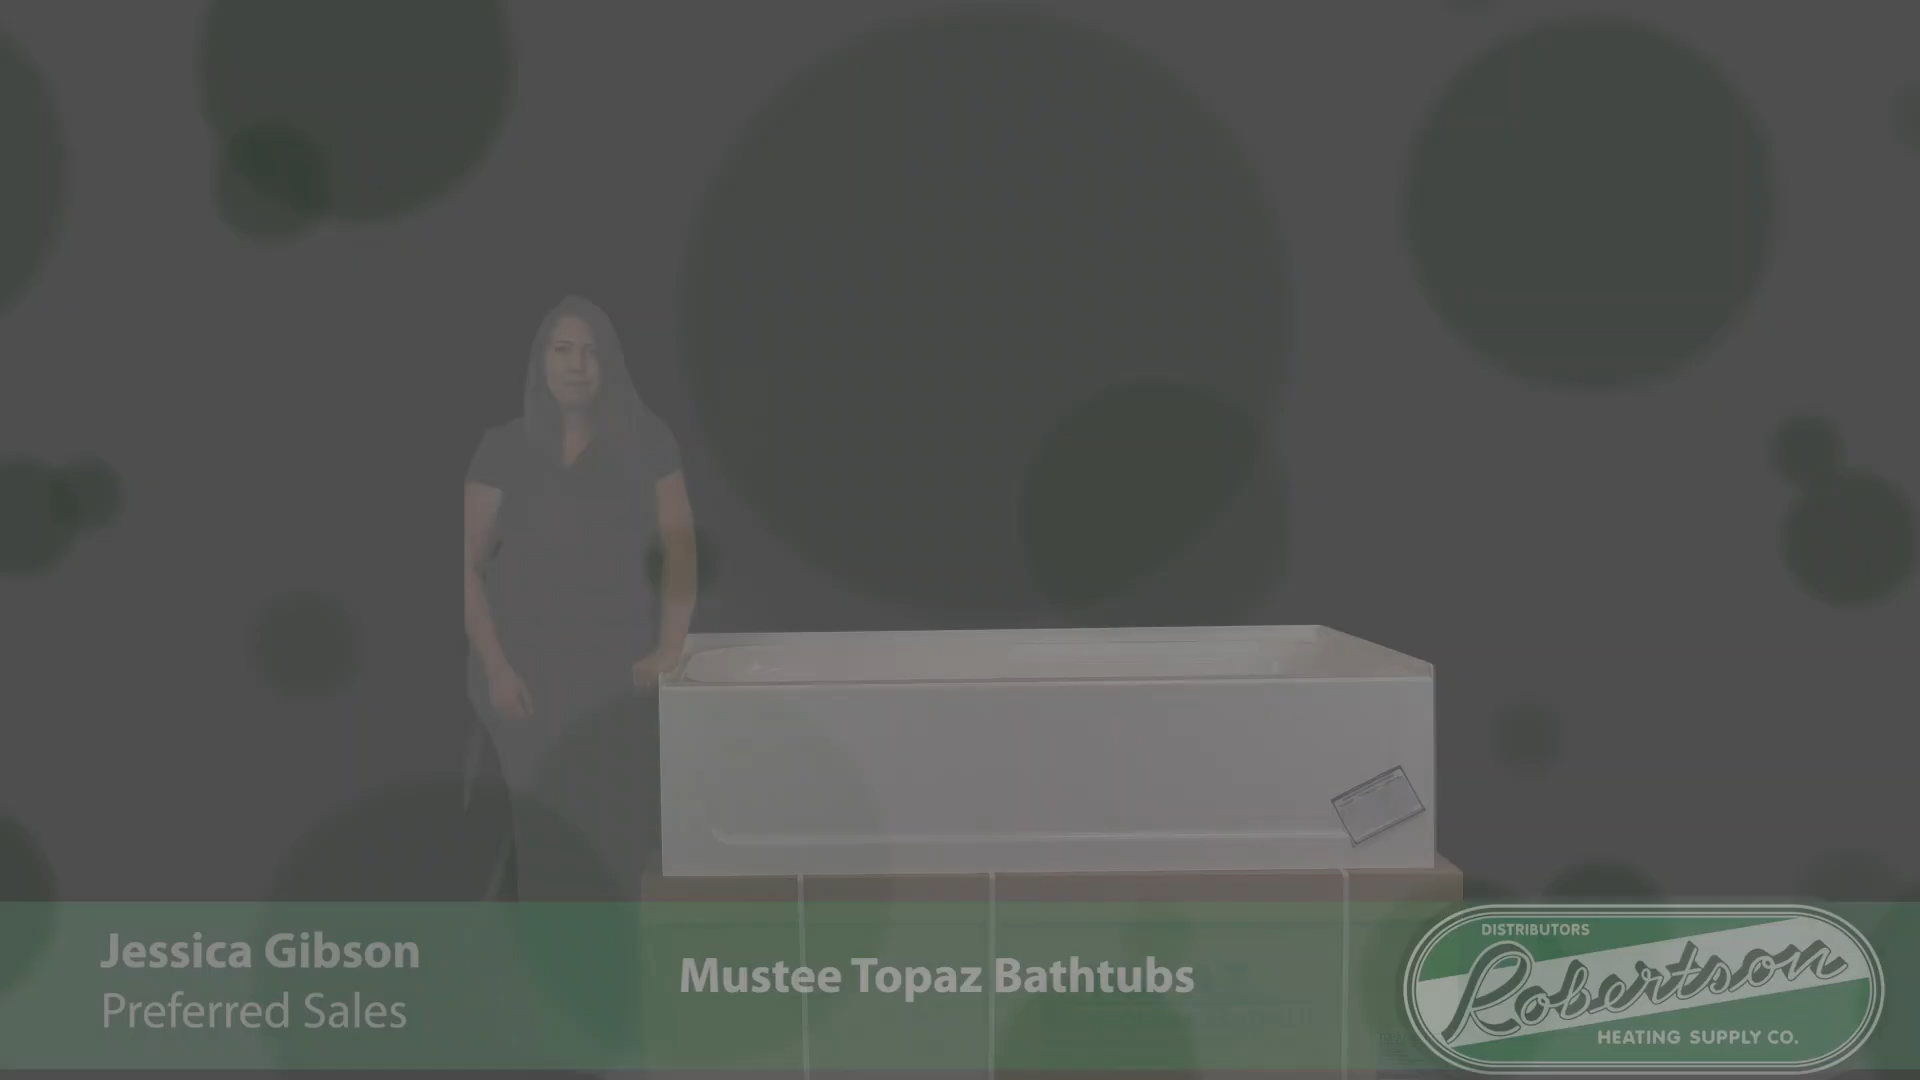 Jessica Gibson
Preferred Sales
Mustee Topaz Bathtubs
DISTRIBUTORS
Robertson
HEATING SUPPLY CO.